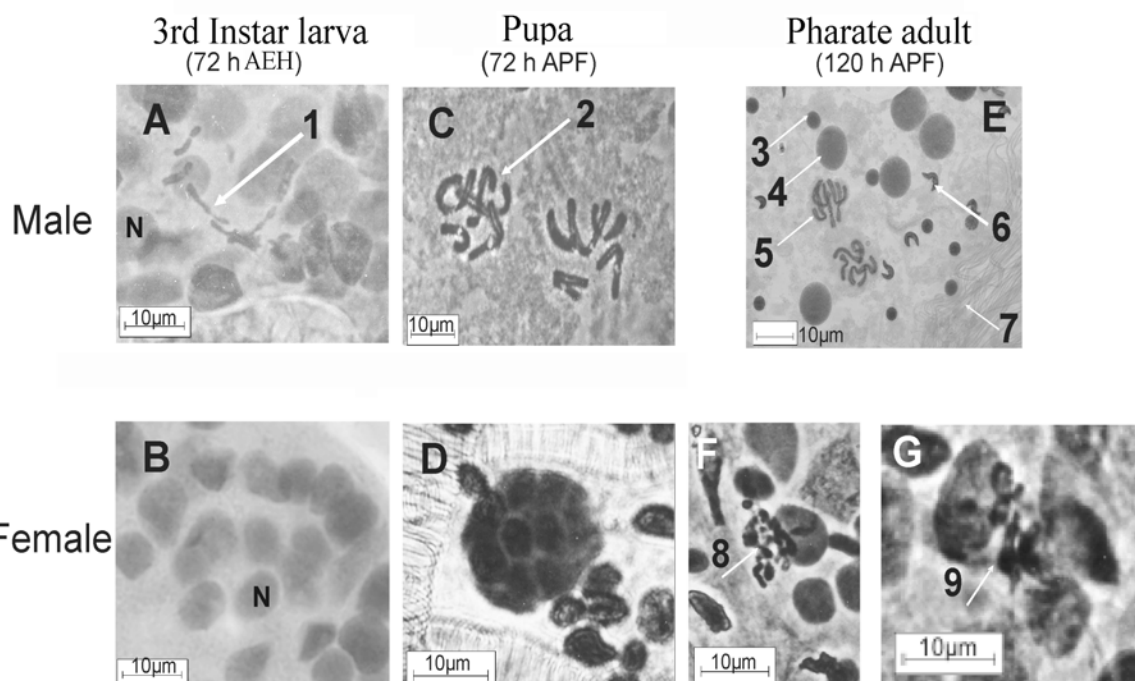 3rd Instar larva
(72 h AEH)
Pupa
(72 h APF)
Pharate adult
(120 h APF)
Male
A
1
N
10µm
C
2
10µm
E
3
4
5
6
7
10µm
Female
B
N
10µm
D
10µm
F
8
10µm
G
9
10µm